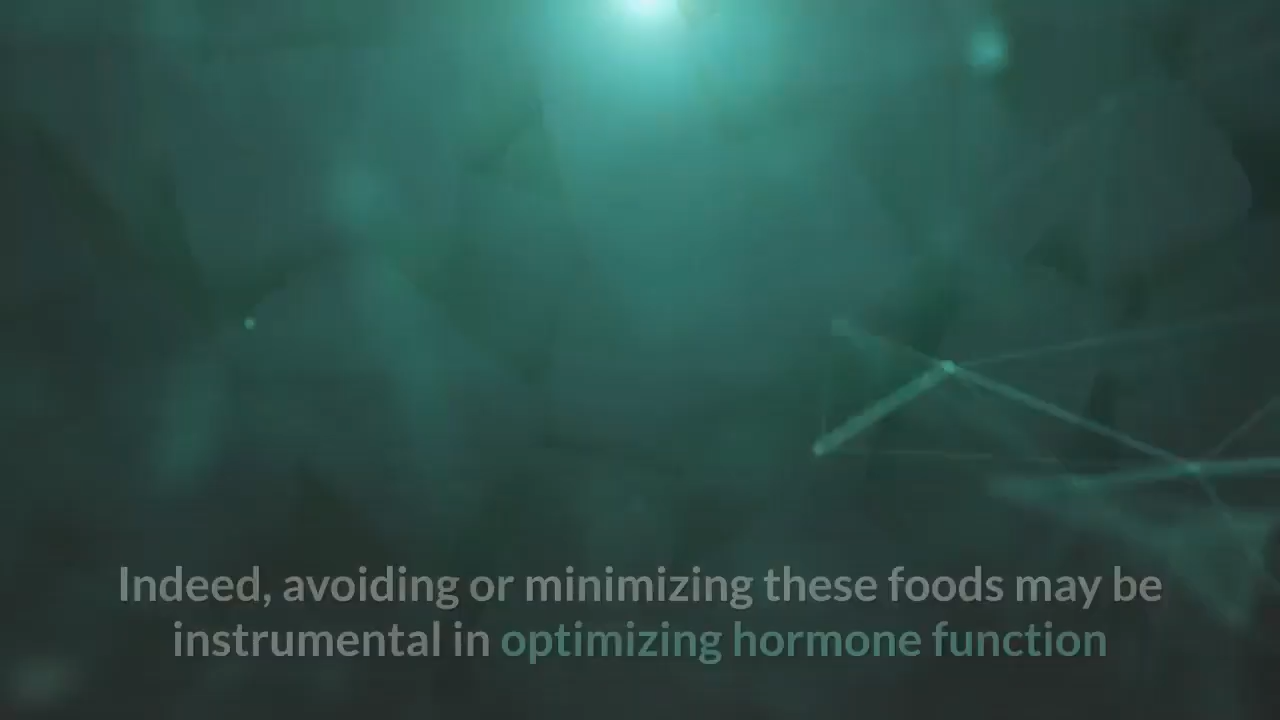 Indeed, avoiding or minimizing these foods may be
instrumental in optimizing hormone function